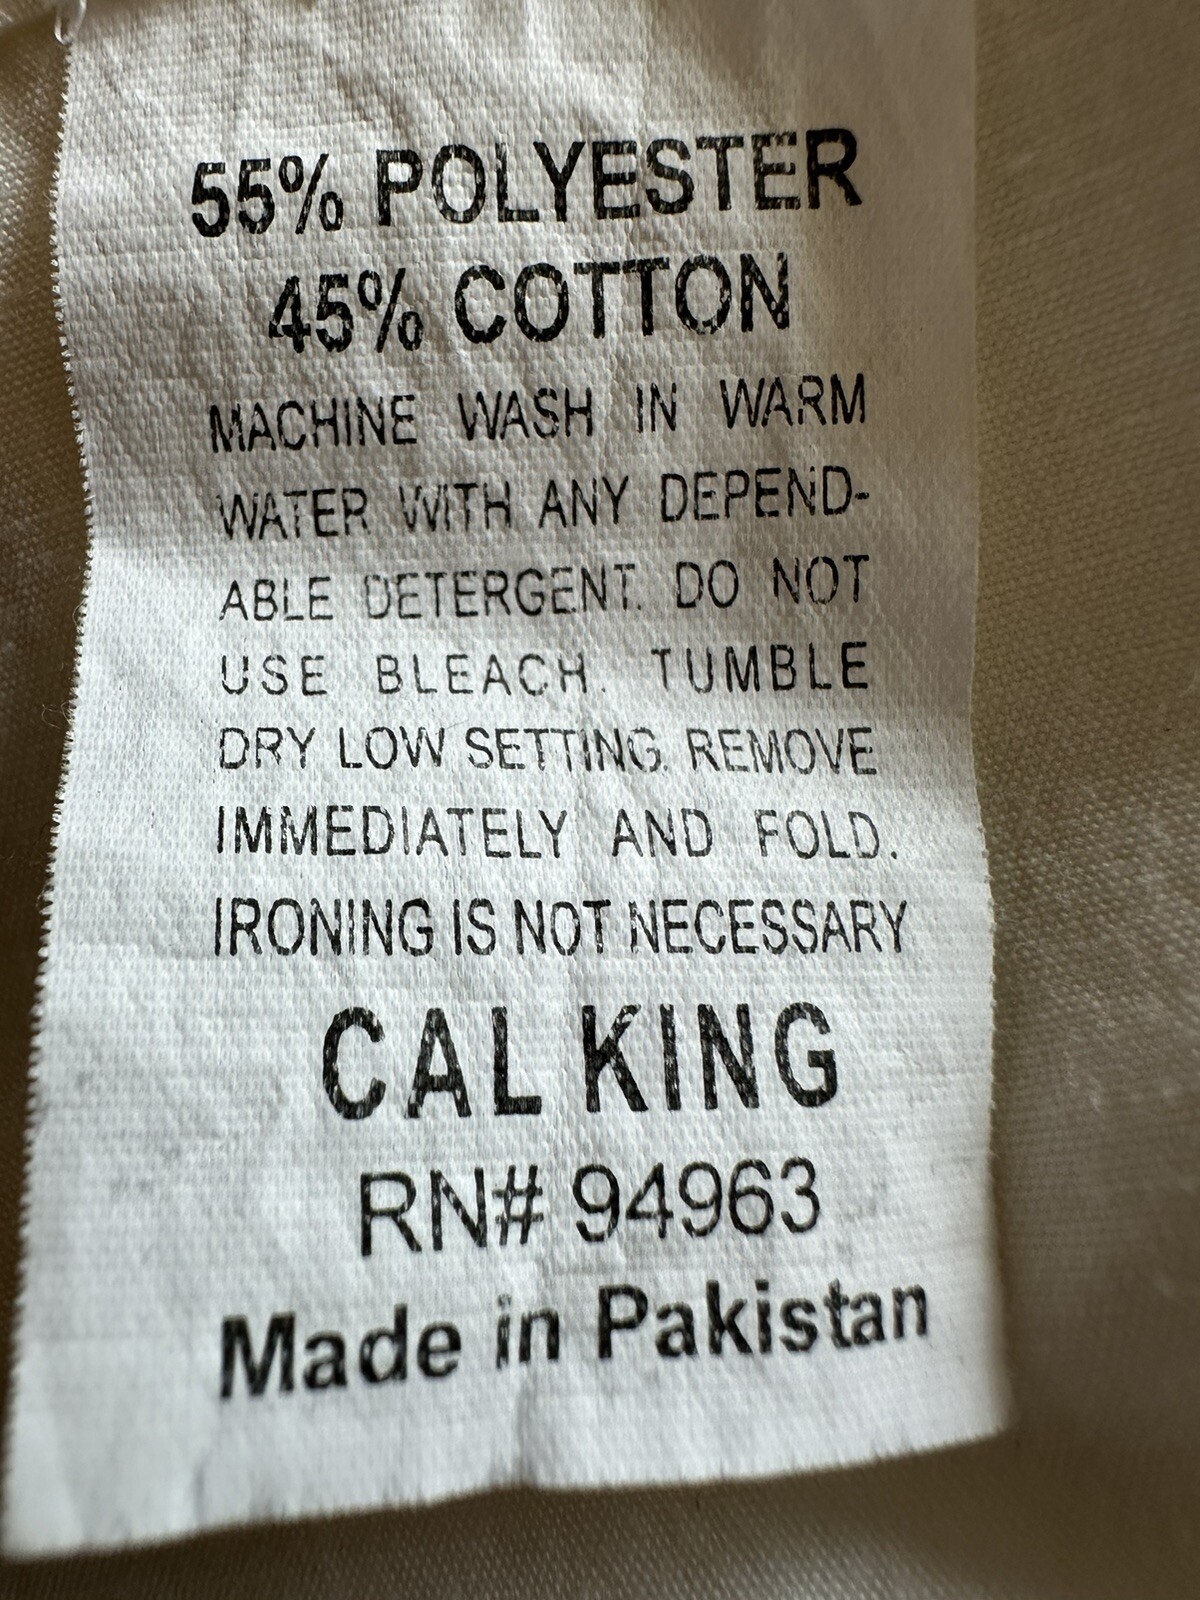 55% POLYESTER
45% COTTON
MACHINE WASH IN WARM
WATER WITH ANY DEPEND-
ABLE DETERGENT. DO NOT
USE BLEACH. TUMBLE
DRY LOW SETTING. REMOVE
IMMEDIATELY AND FOLD.
IRONING IS NOT NECESSARY
CAL KING
RN# 94963
Made in Pakistan